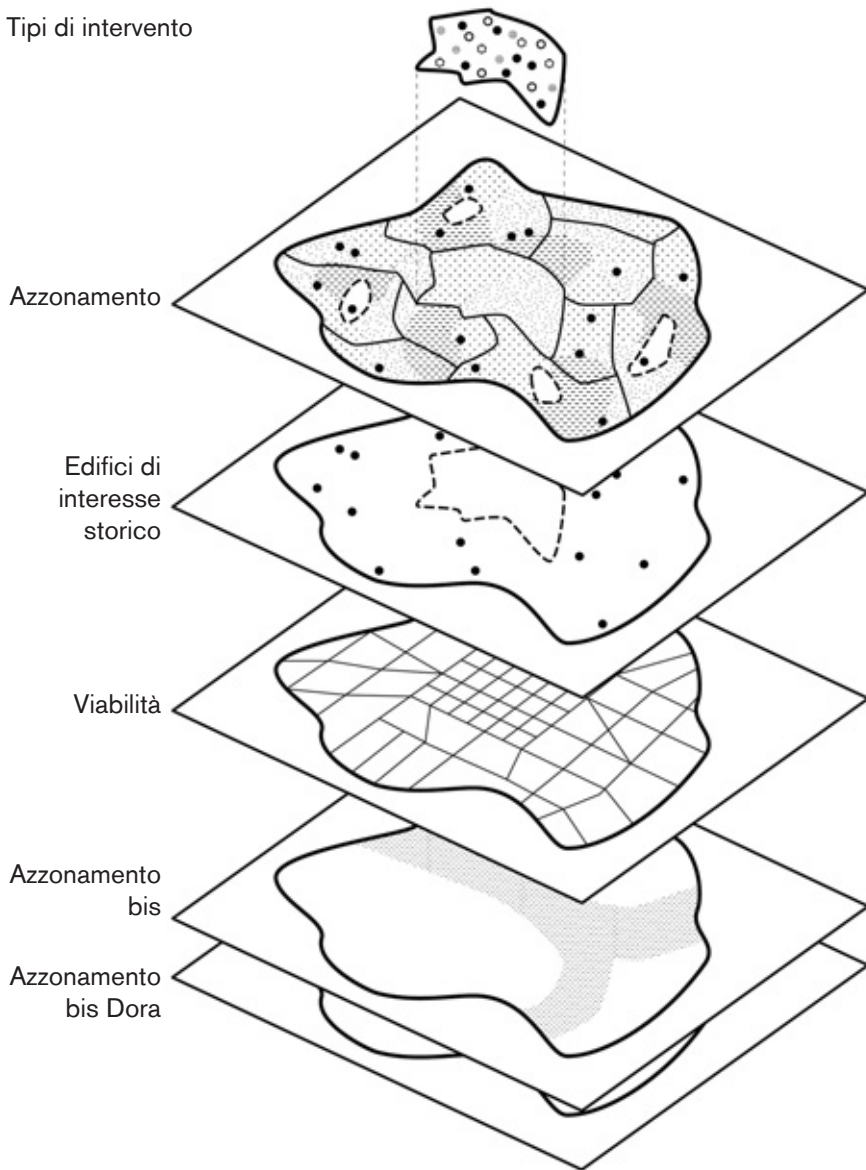 Tipi di intervento
Azzonamento
Edifici di
interesse
storico
Viabilità
Azzonamento
bis
Azzonamento
bis Dora